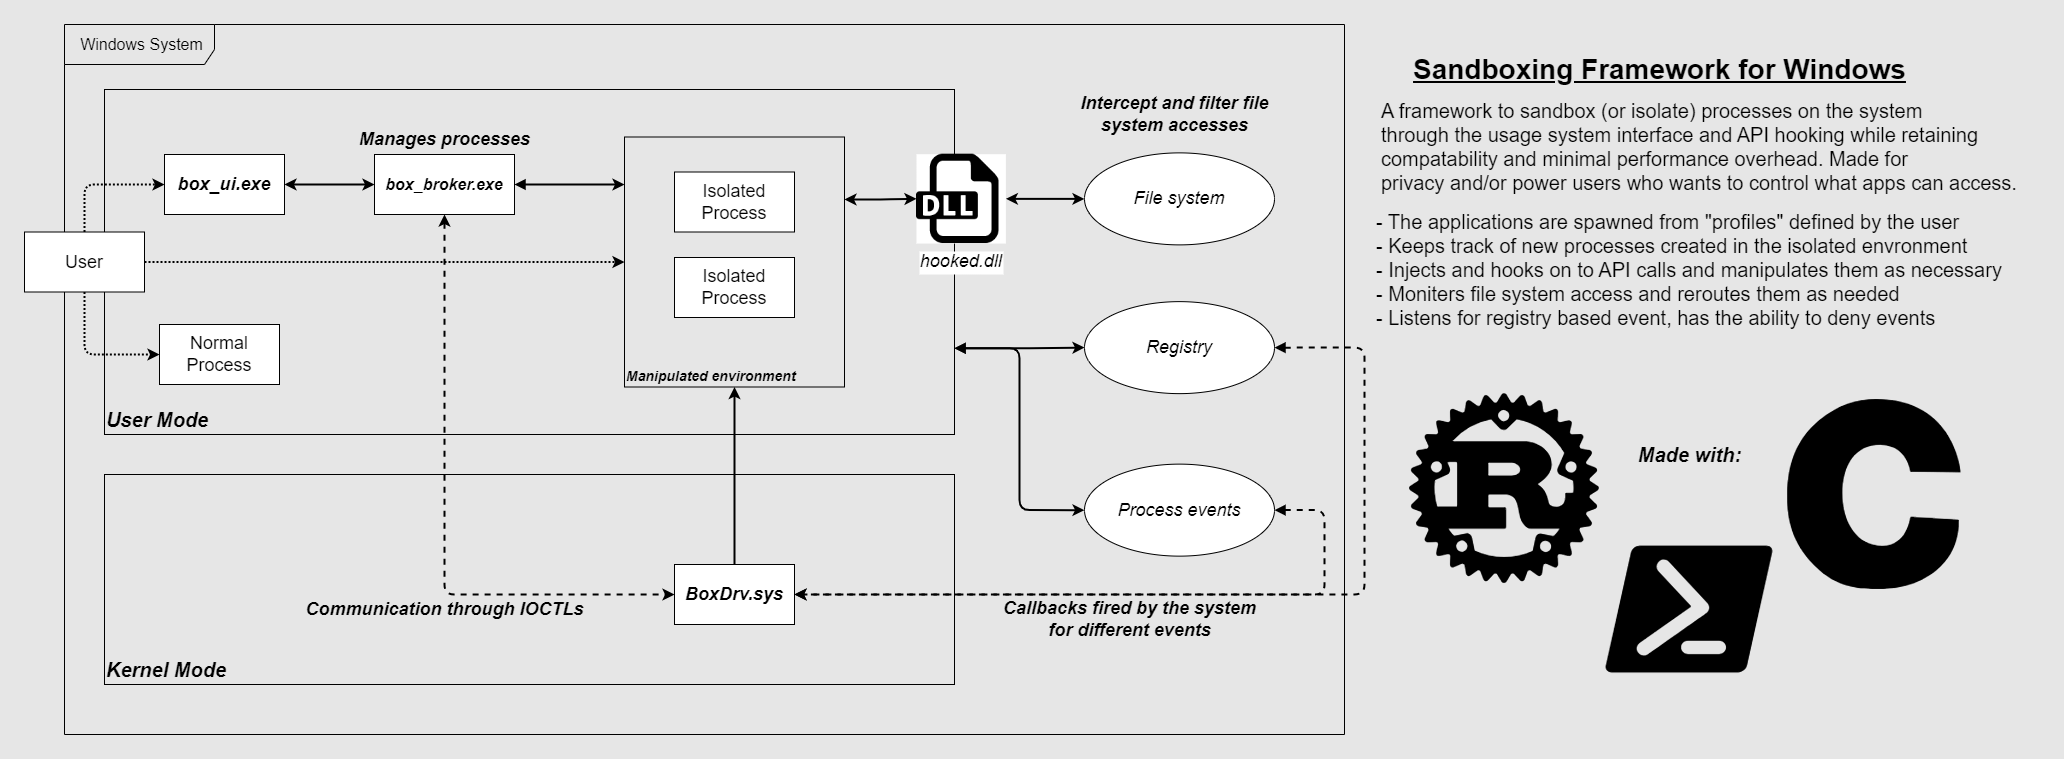 Windows System
Sandboxing Framework for Windows
A framework to sandbox (or isolate) processes on the system
through the usage system interface and API hooking while retaining
compatability and minimal performance overhead. Made for
privacy and/or power users who wants to control what apps can access.
- The applications are spawned from "profiles" defined by the user
- Keeps track of new processes created in the isolated envronment
- Injects and hooks on to API calls and manipulates them as necessary
- Moniters file system access and reroutes them as needed
- Listens for registry based event, has the ability to deny events
Made with:
R
C
Intercept and filter file
system accesses
Manages processes
box_ui.exe
box_broker.exe
Isolated
Process
Isolated
Process
DLL
hooked.dll
File system
User
Normal
Process
Manipulated environment
User Mode
Registry
Process events
BoxDrv.sys
Communication through IOCTLs
Callbacks fired by the system
for different events
Kernel Mode